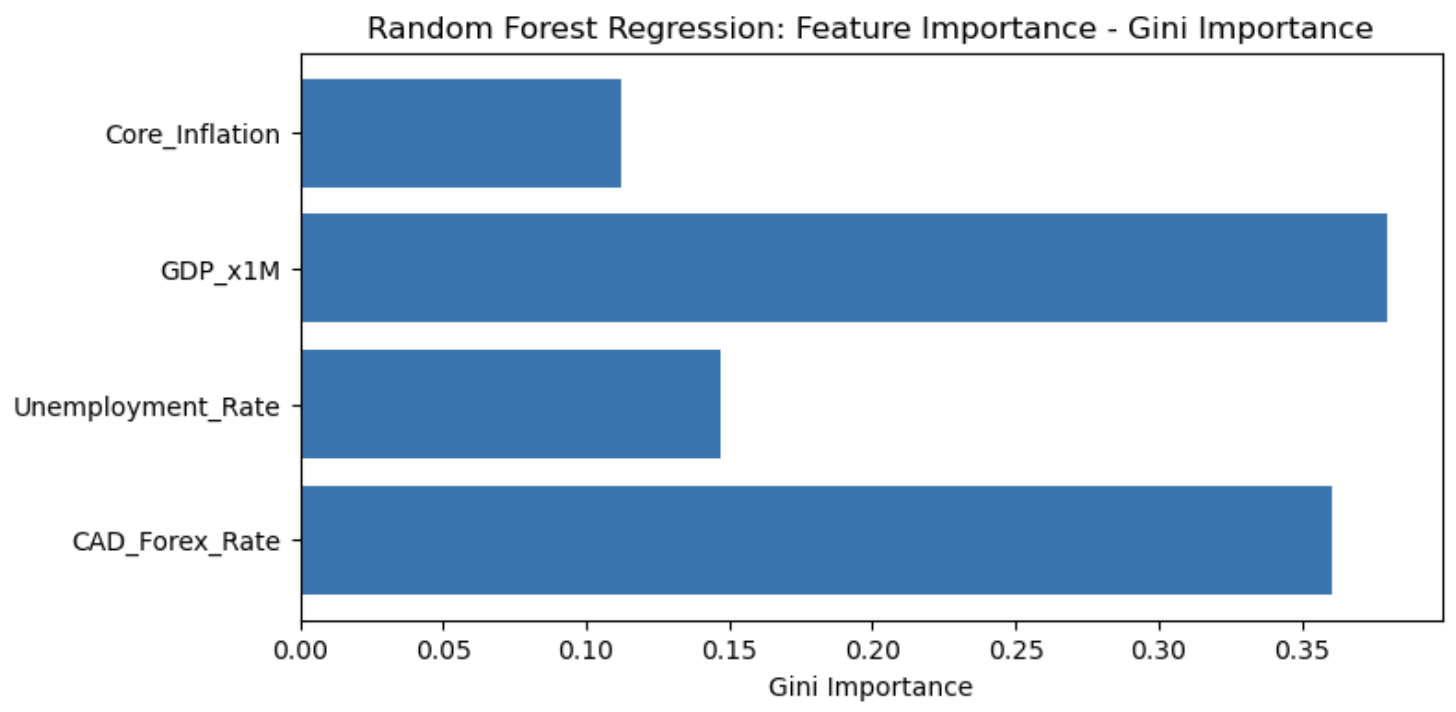 Random Forest Regression: Feature Importance - Gini Importance
Core_Inflation
GDP_x1M
Unemployment_Rate
CAD_Forex_Rate
0.00 0.05 0.10 0.15 0.20 0.25 0.30 0.35
Gini Importance